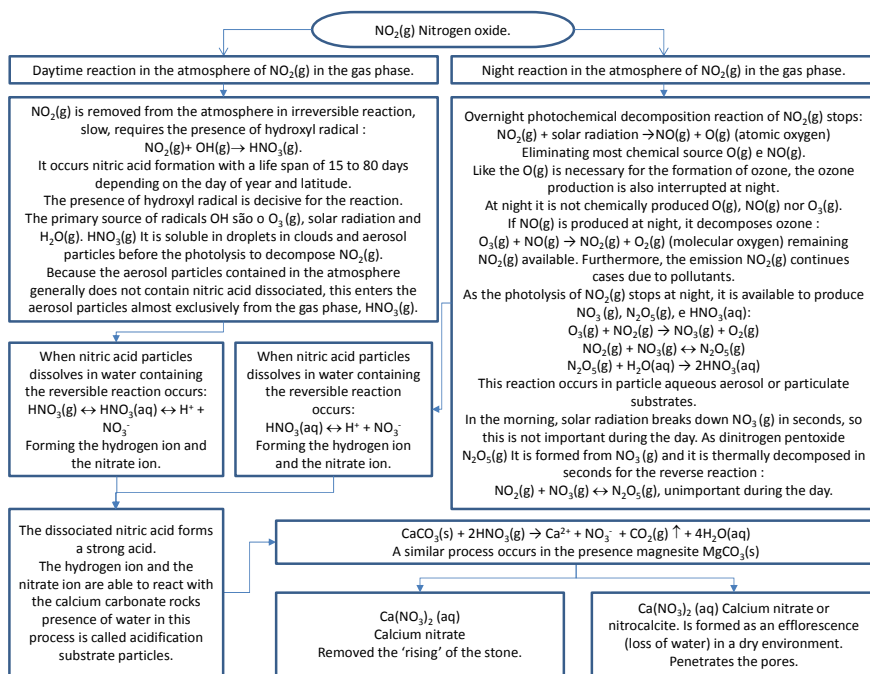 NO₂(g) Nitrogen oxide.
Daytime reaction in the atmosphere of NO₂(g) in the gas phase.
Night reaction in the atmosphere of NO₂(g) in the gas phase.
NO₂(g) is removed from the atmosphere in irreversible reaction,
slow, requires the presence of hydroxyl radical :
NO₂(g)+ OH(g)→ HNO₃(g).
It occurs nitric acid formation with a life span of 15 to 80 days
depending on the day of year and latitude.
The presence of hydroxyl radical is decisive for the reaction.
The primary source of radicals OH são o O₃(g), solar radiation and
H₂O(g). HNO₃(g) It is soluble in droplets in clouds and aerosol
particles before the photolysis to decompose NO₂(g).
Because the aerosol particles contained in the atmosphere
generally does not contain nitric acid dissociated, this enters the
aerosol particles almost exclusively from the gas phase, HNO₃(g).
Overnight photochemical decomposition reaction of NO₂(g) stops:
NO₂(g) + solar radiation →NO(g) + O(g) (atomic oxygen)
Eliminating most chemical source O(g) e NO(g).
Like the O(g) is necessary for the formation of ozone, the ozone
production is also interrupted at night.
At night it is not chemically produced O(g), NO(g) nor O₃(g).
If NO(g) is produced at night, it decomposes ozone :
O₃(g) + NO(g) → NO₂(g) + O₂(g) (molecular oxygen) remaining
NO₂(g) available. Furthermore, the emission NO₂(g) continues
cases due to pollutants.
As the photolysis of NO₂(g) stops at night, it is available to produce
NO₃(g), N₂O₅(g), e HNO₃(aq):
O₃(g) + NO₂(g) → NO₃(g) + O₂(g)
NO₂(g) + NO₃(g) ↔ N₂O₅(g)
N₂O₅(g) + H₂O(aq) → 2HNO₃(aq)
This reaction occurs in particle aqueous aerosol or particulate
substrates.
In the morning, solar radiation breaks down NO₃(g) in seconds, so
this is not important during the day. As dinitrogen pentoxide
N₂O₅(g) It is formed from NO₃(g) and it is thermally decomposed in
seconds for the reverse reaction :
NO₂(g) + NO₃(g) ↔ N₂O₅(g), unimportant during the day.
When nitric acid particles
dissolves in water containing
the reversible reaction occurs:
HNO₃(g) ↔ HNO₃(aq) ↔ H⁺ +
NO₃⁻
Forming the hydrogen ion and
the nitrate ion.
When nitric acid particles
dissolves in water containing
the reversible reaction
occurs:
HNO₃(aq) ↔ H⁺ + NO₃⁻
Forming the hydrogen ion
and the nitrate ion.
The dissociated nitric acid forms
a strong acid.
The hydrogen ion and the
nitrate ion are able to react with
the calcium carbonate rocks
presence of water in this
process is called acidification
substrate particles.
CaCO₃(s) + 2HNO₃(g) → Ca²⁺ + NO₃⁻ + CO₂(g) ↑ + 4H₂O(aq)
A similar process occurs in the presence magnesite MgCO₃(s)
Ca(NO₃)₂ (aq)
Calcium nitrate
Removed the ‘rising’ of the stone.
Ca(NO₃)₂ (aq) Calcium nitrate or
nitrocalcite. Is formed as an efflorescence
(loss of water) in a dry environment.
Penetrates the pores.